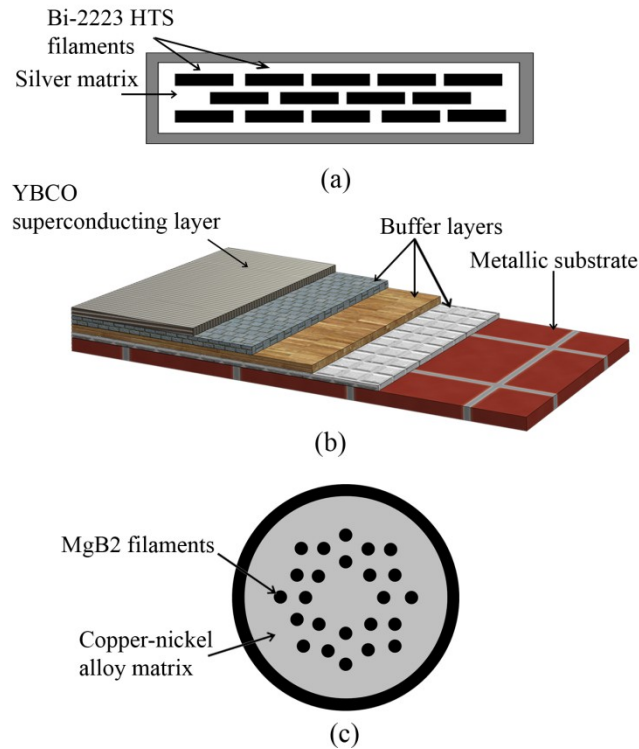 Bi-2223 HTS
filaments
Silver matrix
(a)
YBCO
superconducting layer
Buffer layers
Metallic substrate
(b)
MgB2 filaments
Copper-nickel
alloy matrix
(c)